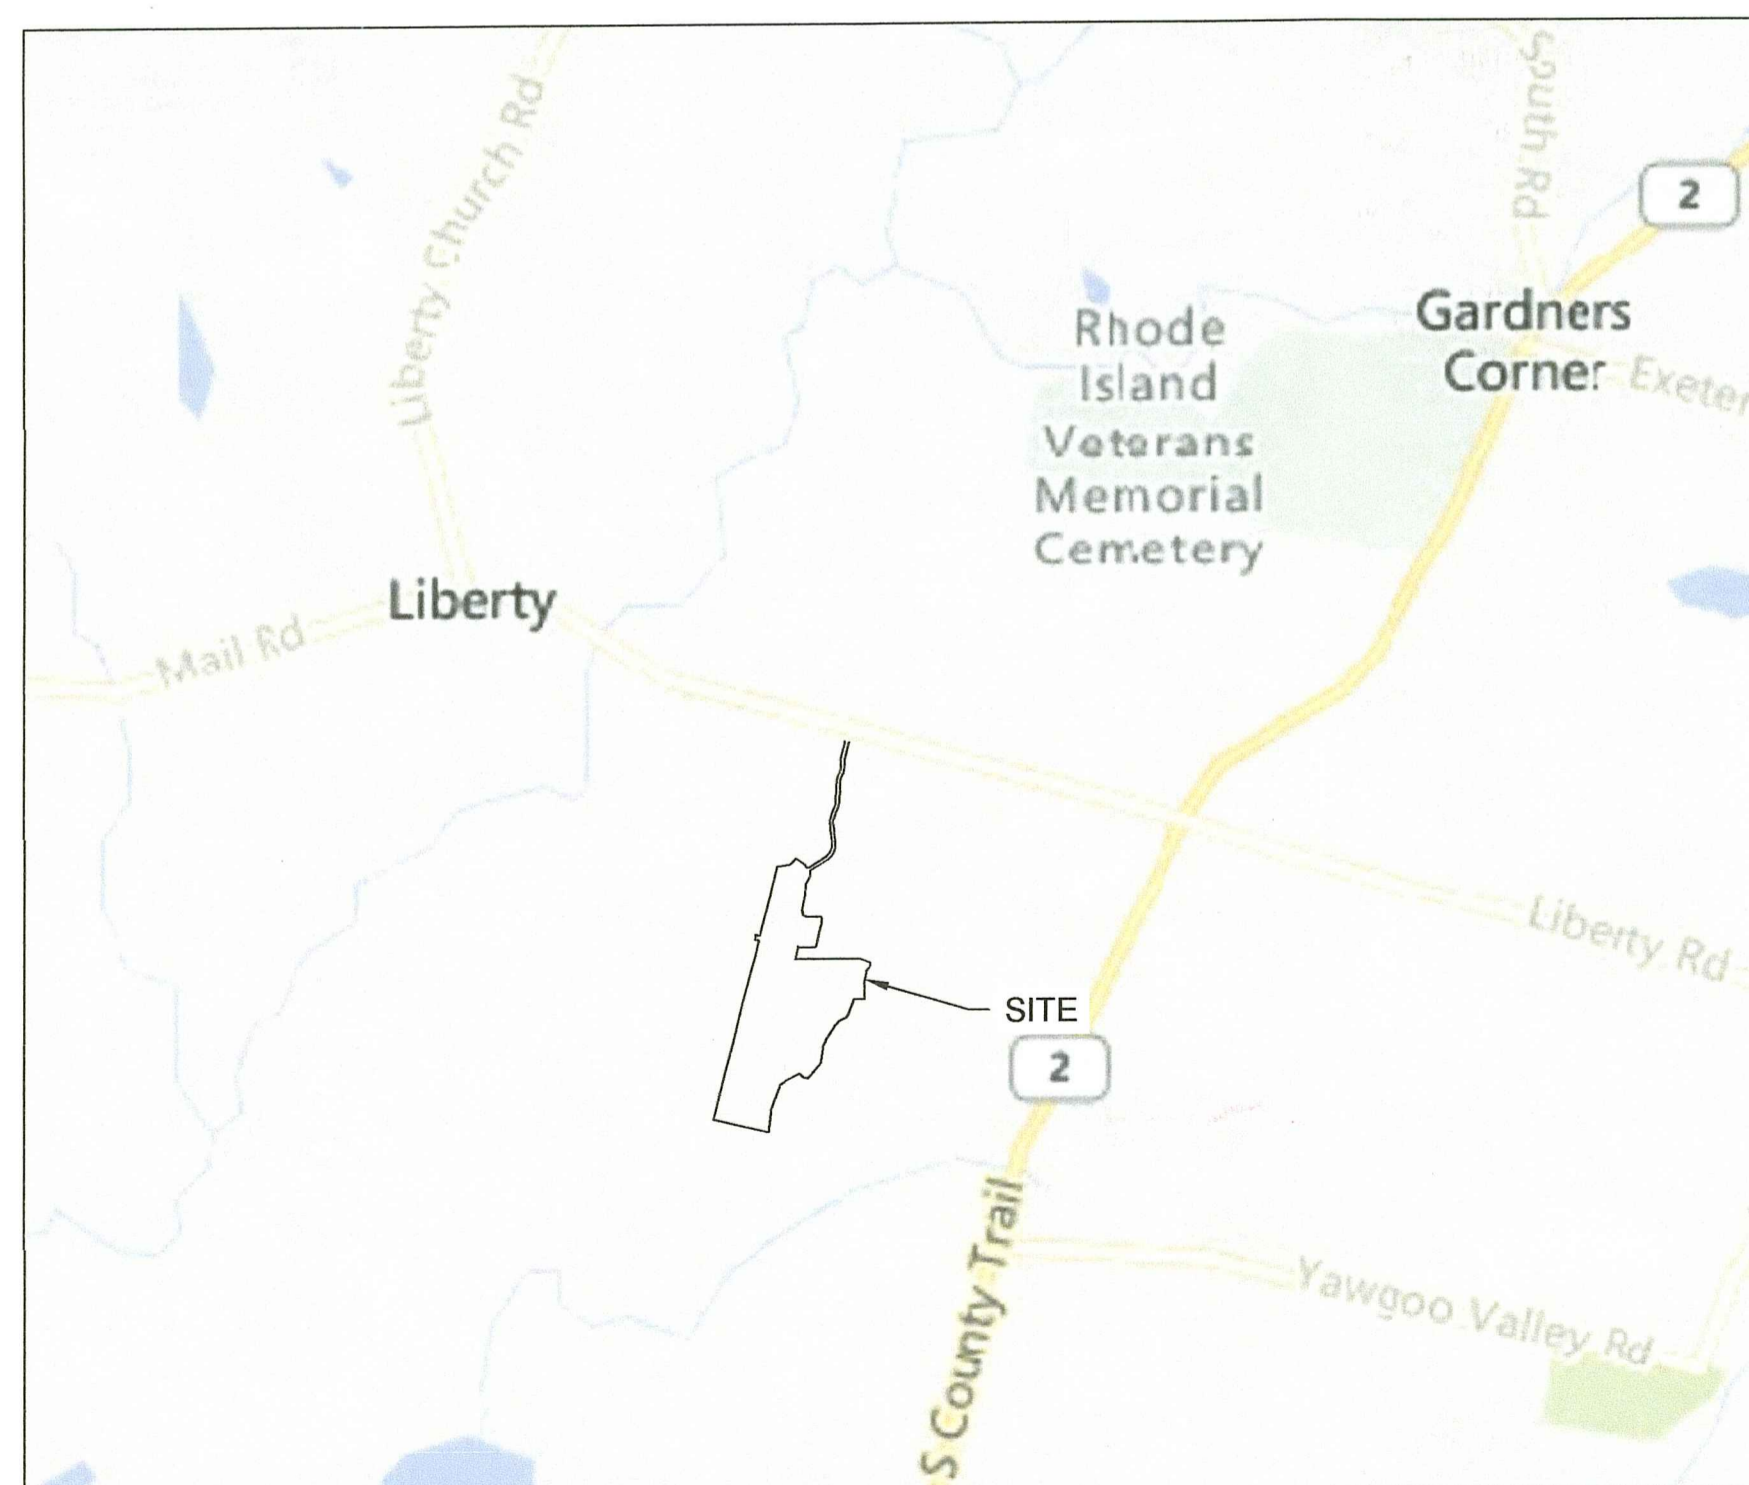 Liberty Church Rd
South Rd
2
Rhode
Island
Veterans
Memorial
Cemetery
Gardners
Corner
Exeter
Liberty
Mail Rd
Liberty Rd
SITE
2
S County Trail
Yawgoo Valley Rd